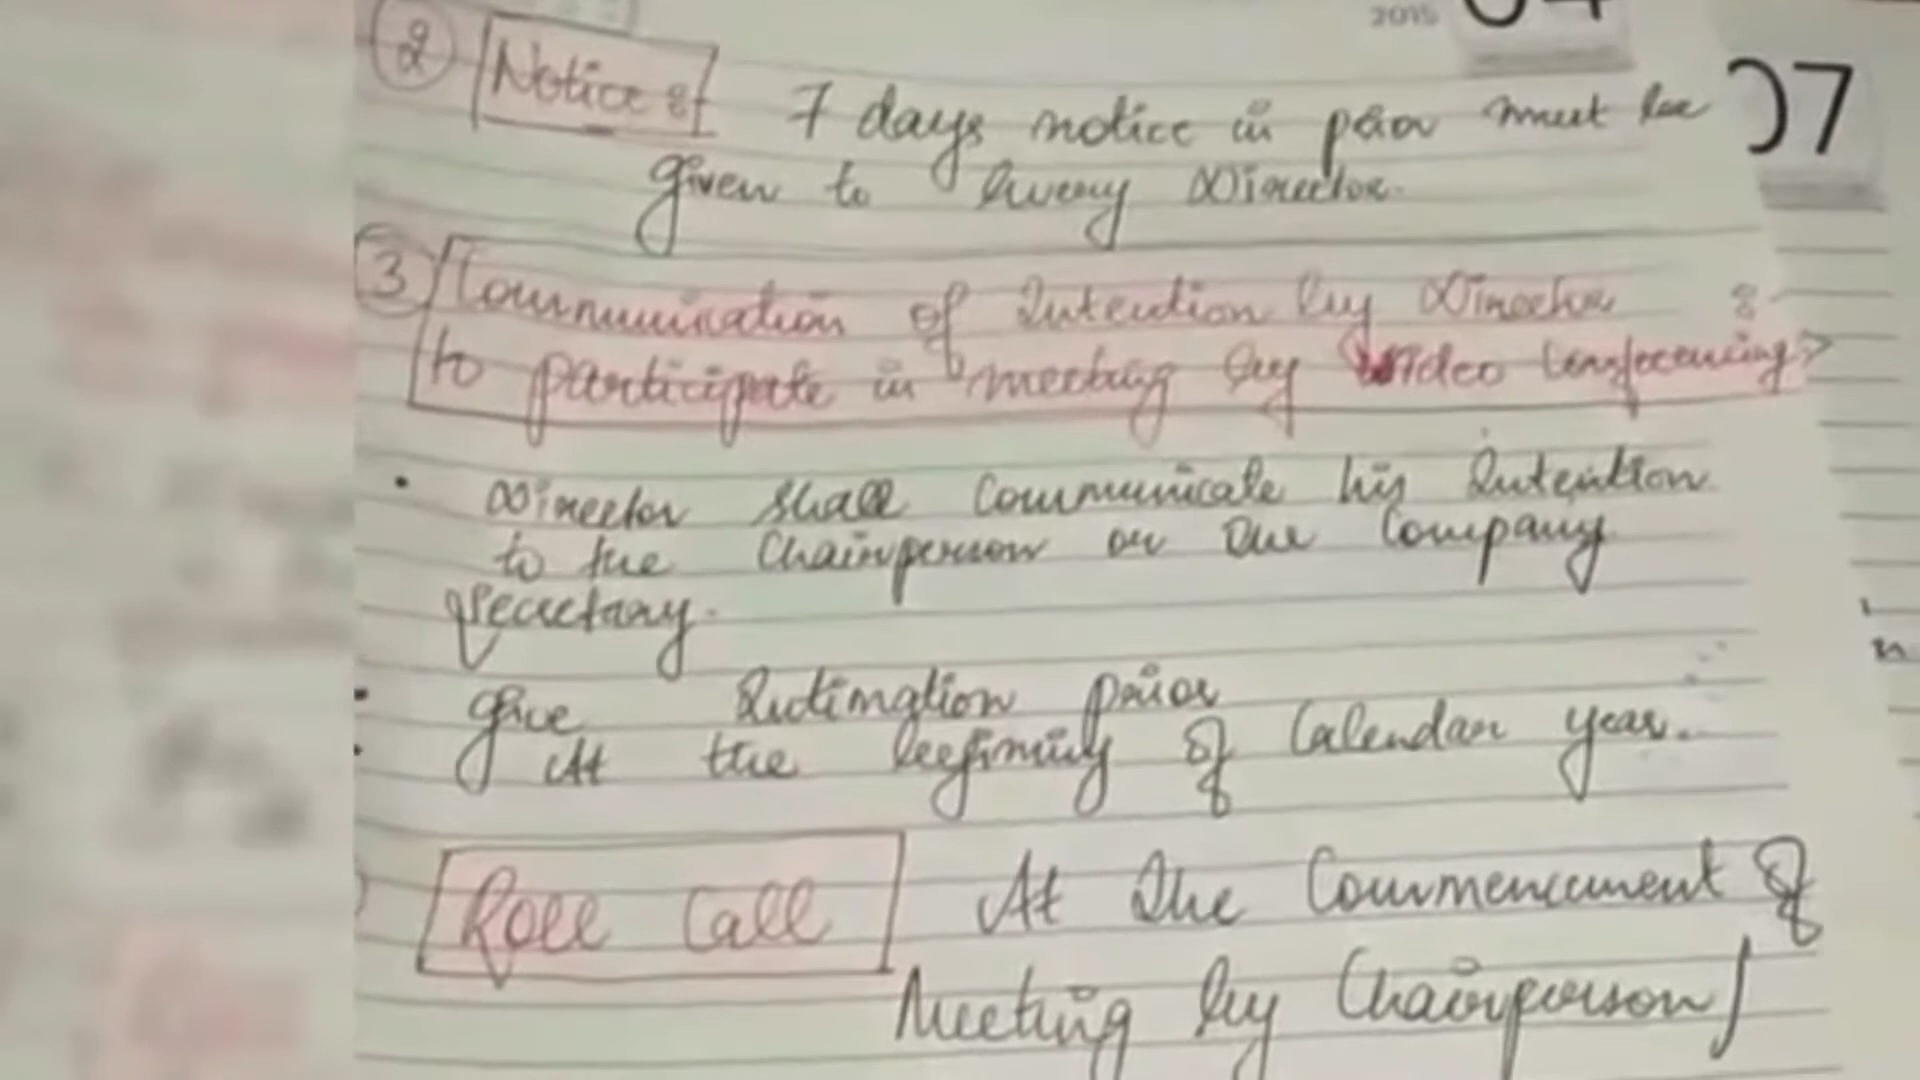 2015 04
07
② Notice :- 7 days notice in prior must be
given to every Director.
③ Communication of Intention by Director :
to participate in meeting by Video Conferencing >
• Director shall communicate his Intention
to the Chairperson or the Company
Secretary.
• Give Intimation prior
• At the beginning of Calendar year.
Roll Call At the Commencement of
Meeting by Chairperson /